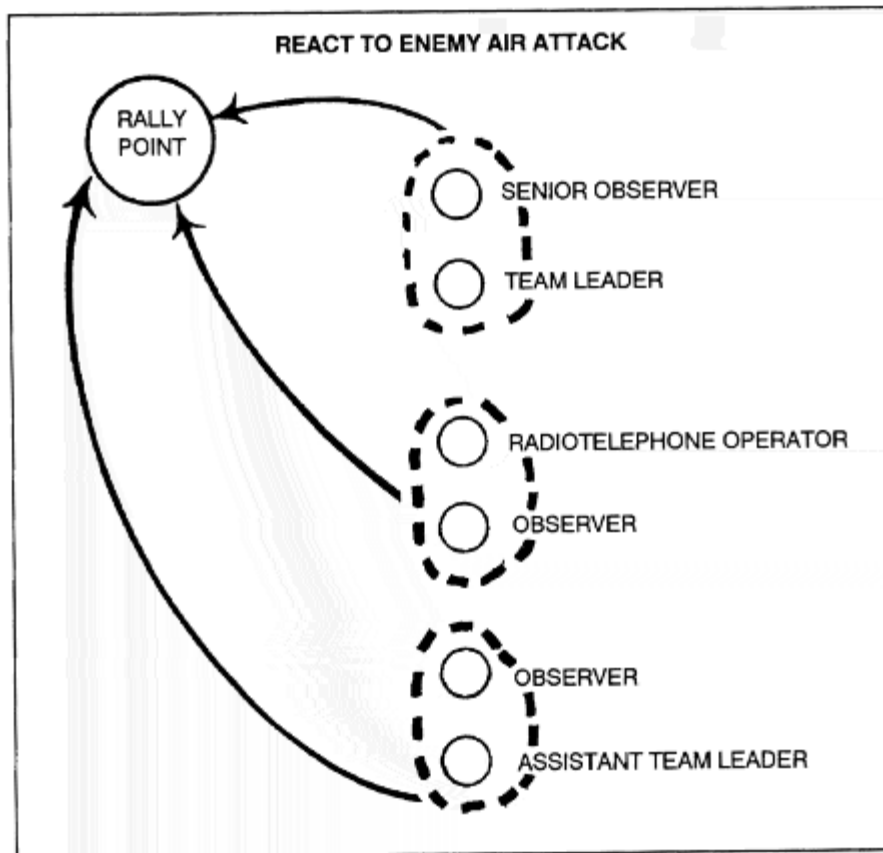 REACT TO ENEMY AIR ATTACK
RALLY
POINT
SENIOR OBSERVER
TEAM LEADER
RADIOTELEPHONE OPERATOR
OBSERVER
OBSERVER
ASSISTANT TEAM LEADER